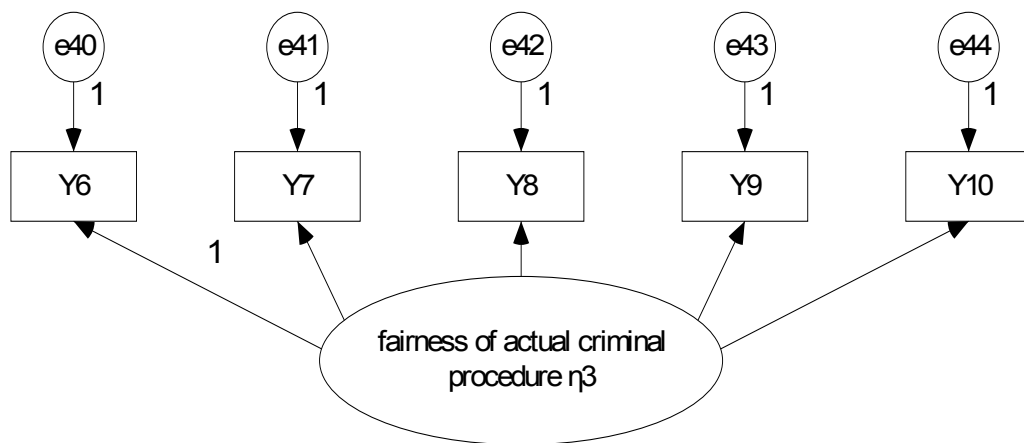 e40 e41 e42 e43 e44
1 1 1 1 1
Y6 Y7 Y8 Y9 Y10
1
fairness of actual criminal
procedure η3